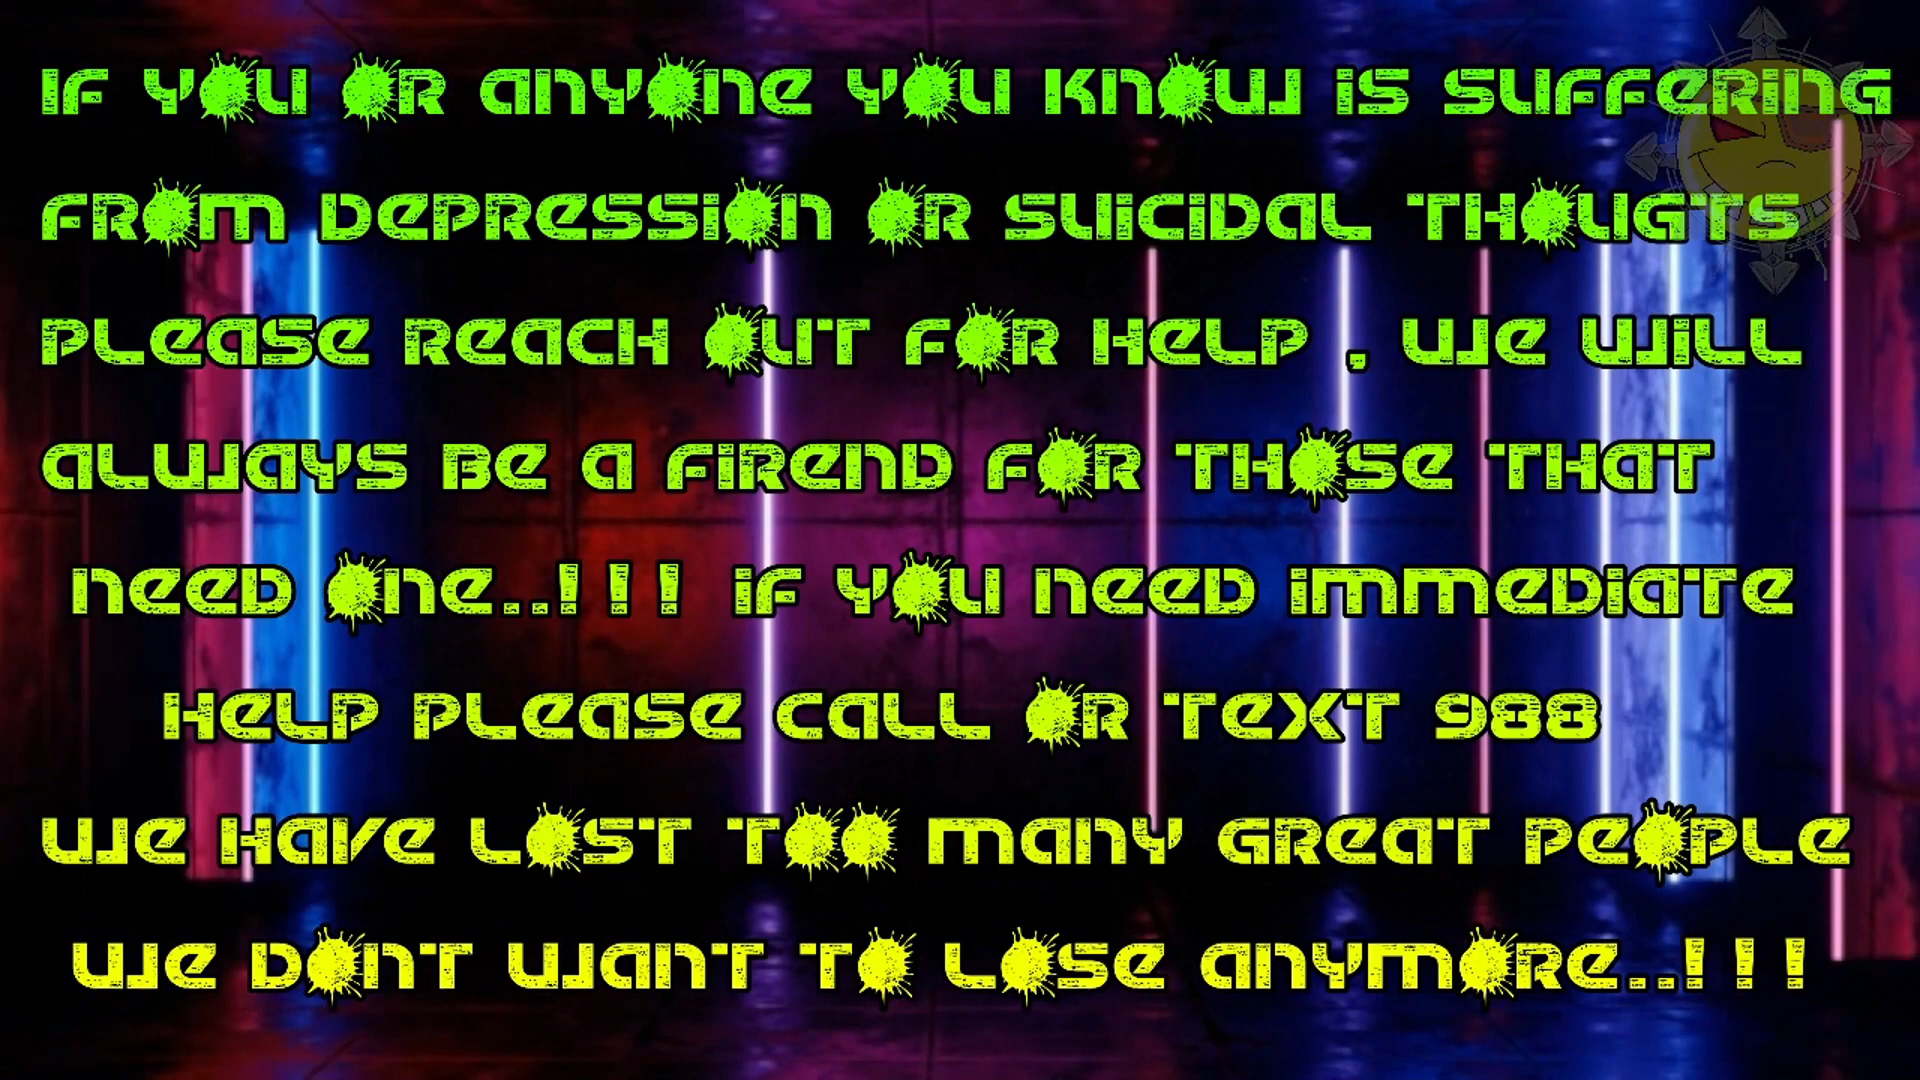 IF YOU OR ANYONE YOU KNOW IS SUFFERING
FROM DEPRESSION OR SUICIDAL THOUGTS
PLEASE REACH OUT FOR HELP , WE WILL
ALWAYS BE A FIREND FOR THOSE THAT
NEED ONE..!!! IF YOU NEED IMMEDIATE
HELP PLEASE CALL OR TEXT 988
WE HAVE LOST TOO MANY GREAT PEOPLE
WE DONT WANT TO LOSE ANYMORE..!!!